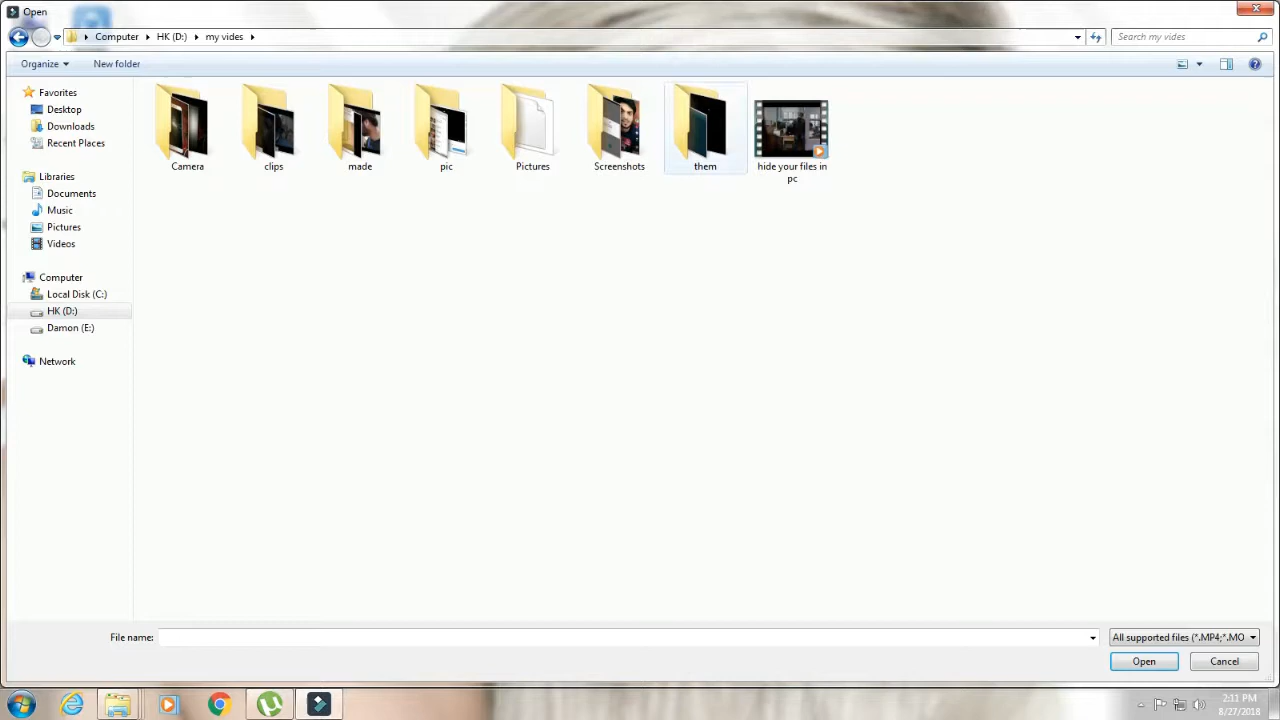 Open
Computer HK (D:) my vides
Search my vides
Organize New folder
Favorites
Desktop
Downloads
Recent Places
Libraries
Documents
Music
Pictures
Videos
Computer
Local Disk (C:)
HK (D:)
Damon (E:)
Network
Camera clips made pic Pictures Screenshots them hide your files in
pc
File name:
All supported files (*.MP4;*.MO
Open Cancel
2:11 PM
8/27/2018